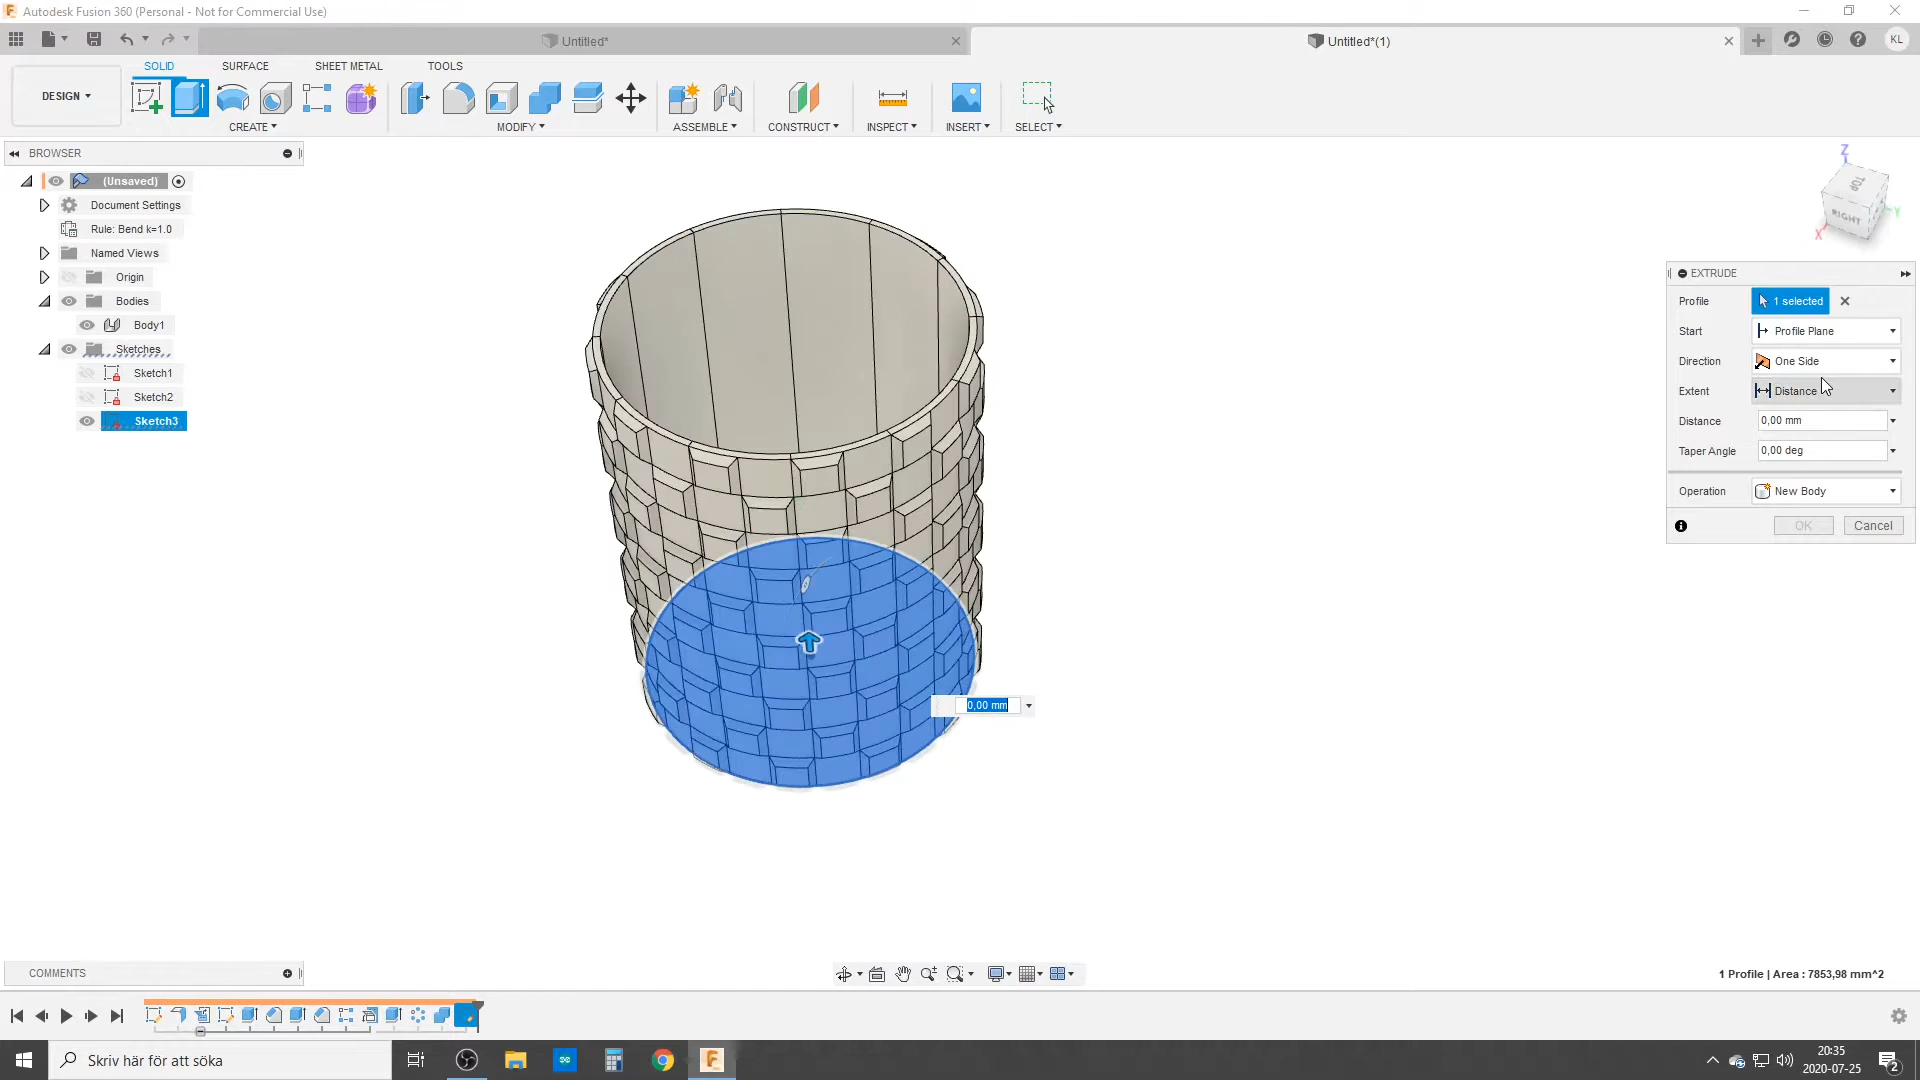 Autodesk Fusion 360 (Personal - Not for Commercial Use)
Untitled*
Untitled*(1)
KL
DESIGN
SOLID
SURFACE
SHEET METAL
TOOLS
CREATE
MODIFY
ASSEMBLE
CONSTRUCT
INSPECT
INSERT
SELECT
BROWSER
(Unsaved)
Document Settings
Rule: Bend k=1.0
Named Views
Origin
Bodies
Body1
Sketches
Sketch1
Sketch2
Sketch3
Z
TOP
RIGHT
X
Y
EXTRUDE
Profile 1 selected
Start Profile Plane
Direction One Side
Extent Distance
Distance 0,00 mm
Taper Angle 0,00 deg
Operation New Body
OK Cancel
0,00 mm
COMMENTS
1 Profile | Area : 7853,98 mm^2
Skriv här för att söka
20:35
2020-07-25
2